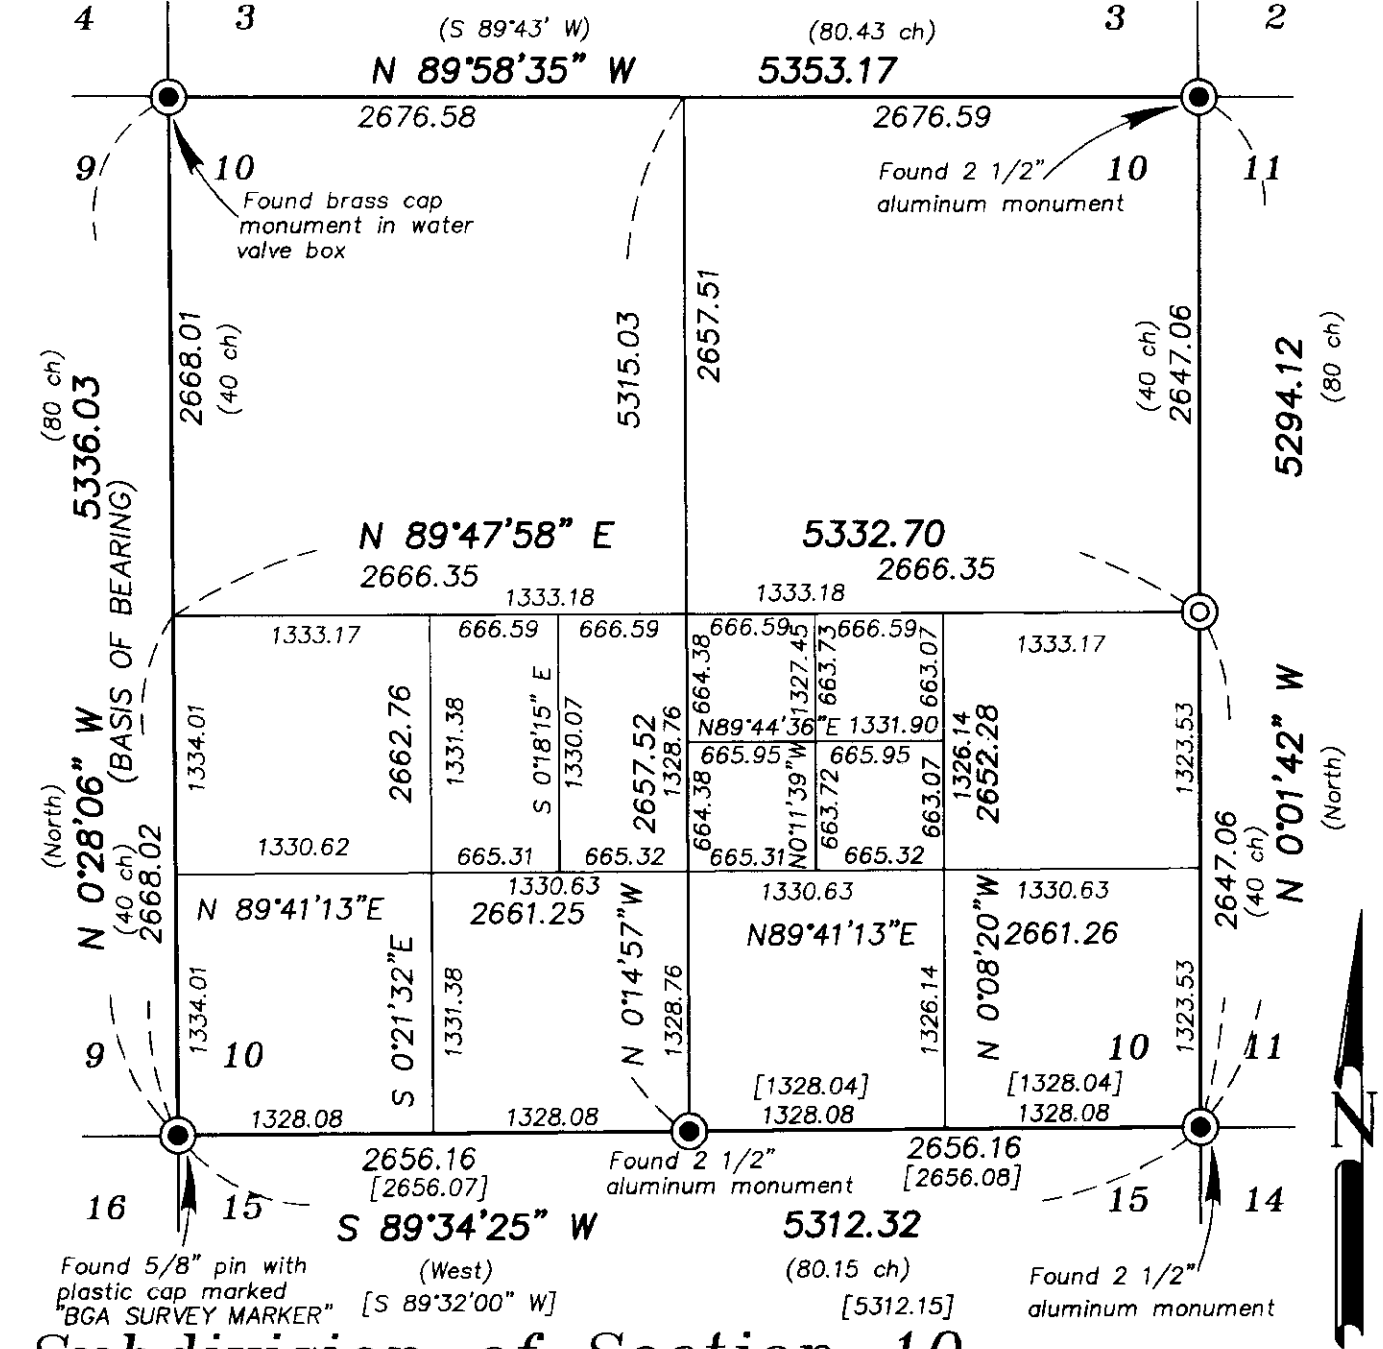 4
3
(S 89°43' W)
(80.43 ch)
3
2
N 89°58'35" W
5353.17
2676.58
2676.59
9
10
Found brass cap
monument in water
valve box
Found 2 1/2"
aluminum monument
10
11
(80 ch)
5336.03
2668.01
(40 ch)
5315.03
2657.51
(40 ch)
2647.06
5294.12
(80 ch)
(BASIS OF BEARING)
N 89°47'58" E
5332.70
2666.35
2666.35
1333.18
1333.18
1333.17
666.59
666.59
666.59
666.59
1333.17
1334.01
2662.76
1331.38
S 0°18'15" E
1330.07
2657.52
1328.76
664.38
1327.45
663.73
663.07
N89°44'36"E 1331.90
665.95
665.95
664.38
N0°11'39"W
663.72
663.07
1326.14
2652.28
1323.53
N 0°28'06" W
(North)
(40 ch)
2668.02
N 0°01'42" W
(North)
2647.06
(40 ch)
1330.62
665.31
665.32
665.31
665.32
1330.63
1330.63
1330.63
N 89°41'13"E
2661.25
N89°41'13"E
2661.26
1334.01
S 0°21'32"E
1331.38
N 0°14'57"W
1328.76
1326.14
N 0°08'20"W
1323.53
9
10
10
11
[1328.04]
[1328.04]
1328.08
1328.08
1328.08
1328.08
N
2656.16
[2656.07]
Found 2 1/2"
aluminum monument
2656.16
[2656.08]
16
15
15
14
S 89°34'25" W
5312.32
Found 5/8" pin with
plastic cap marked
"BGA SURVEY MARKER"
(West)
[S 89°32'00" W]
(80.15 ch)
[5312.15]
Found 2 1/2"
aluminum monument
Subdivision of Section 10